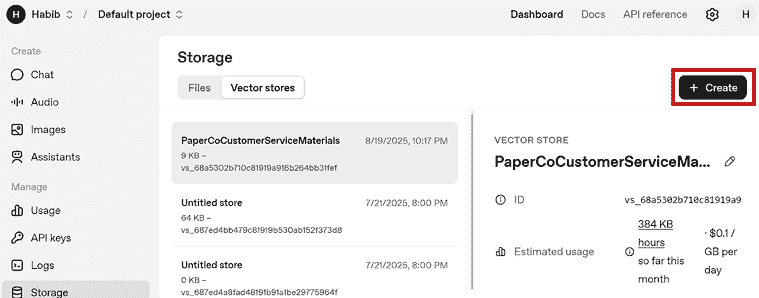 H Habib / Default project Dashboard Docs API reference H
Create
Chat
Audio
Images
Assistants
Manage
Usage
API keys
Logs
Storage
Storage
Files Vector stores
+ Create
PaperCoCustomerServiceMaterials 8/19/2025, 10:17 PM
9 KB –
vs_68a5302b710c81919a916b264bb31fef
Untitled store 7/21/2025, 8:00 PM
64 KB –
vs_687ed4bb479c81919b530ab152f373d8
Untitled store 7/21/2025, 8:00 PM
0 KB –
vs_687ed4a8fad48191b91a1be29775964f
VECTOR STORE
PaperCoCustomerServiceMa...
ID vs_68a5302b710c81919a9
Estimated usage
384 KB
hours
so far this
month
· $0.1 /
GB per
day